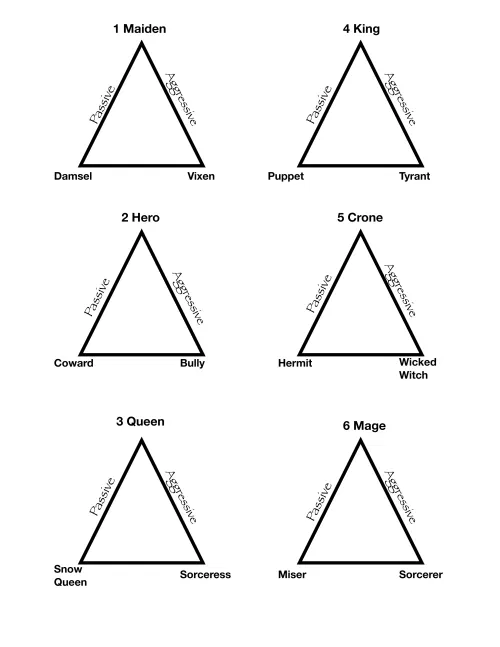 1 Maiden
Passive
Aggressive
Damsel
Vixen
4 King
Passive
Aggressive
Puppet
Tyrant
2 Hero
Passive
Aggressive
Coward
Bully
5 Crone
Passive
Aggressive
Hermit
Wicked
Witch
3 Queen
Passive
Aggressive
Snow
Queen
Sorceress
6 Mage
Passive
Aggressive
Miser
Sorcerer